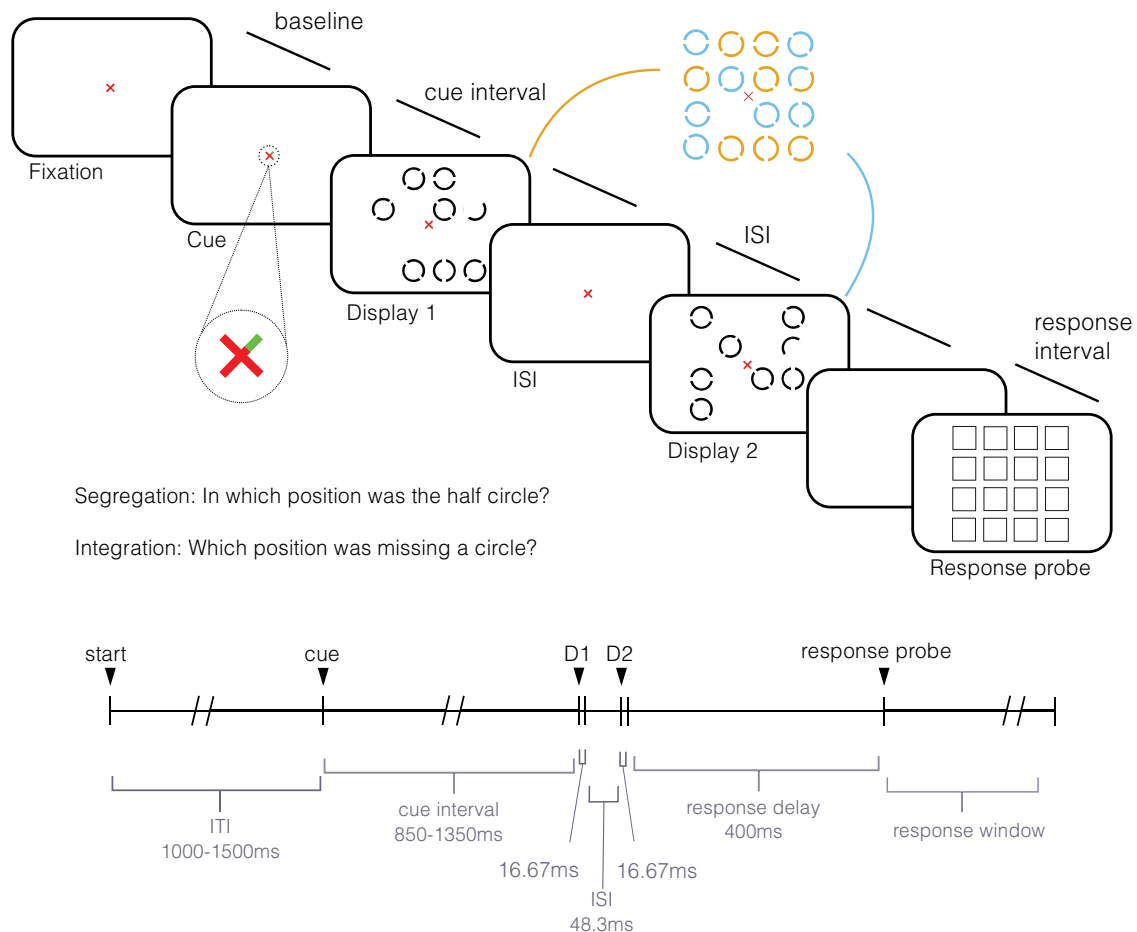 baseline
cue interval
Fixation
Cue
Display 1
ISI
ISI
Display 2
response
interval
Response probe
Segregation: In which position was the half circle?
Integration: Which position was missing a circle?
start
cue
D1
D2
response probe
ITI
1000-1500ms
cue interval
850-1350ms
16.67ms
ISI
48.3ms
16.67ms
response delay
400ms
response window